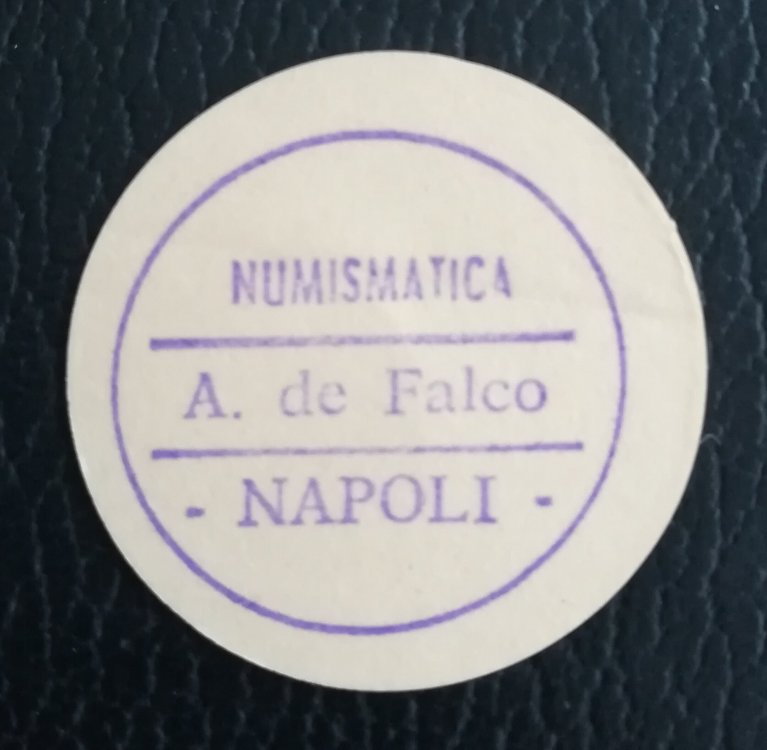 NUMISMATICA
A. de Falco
- NAPOLI -